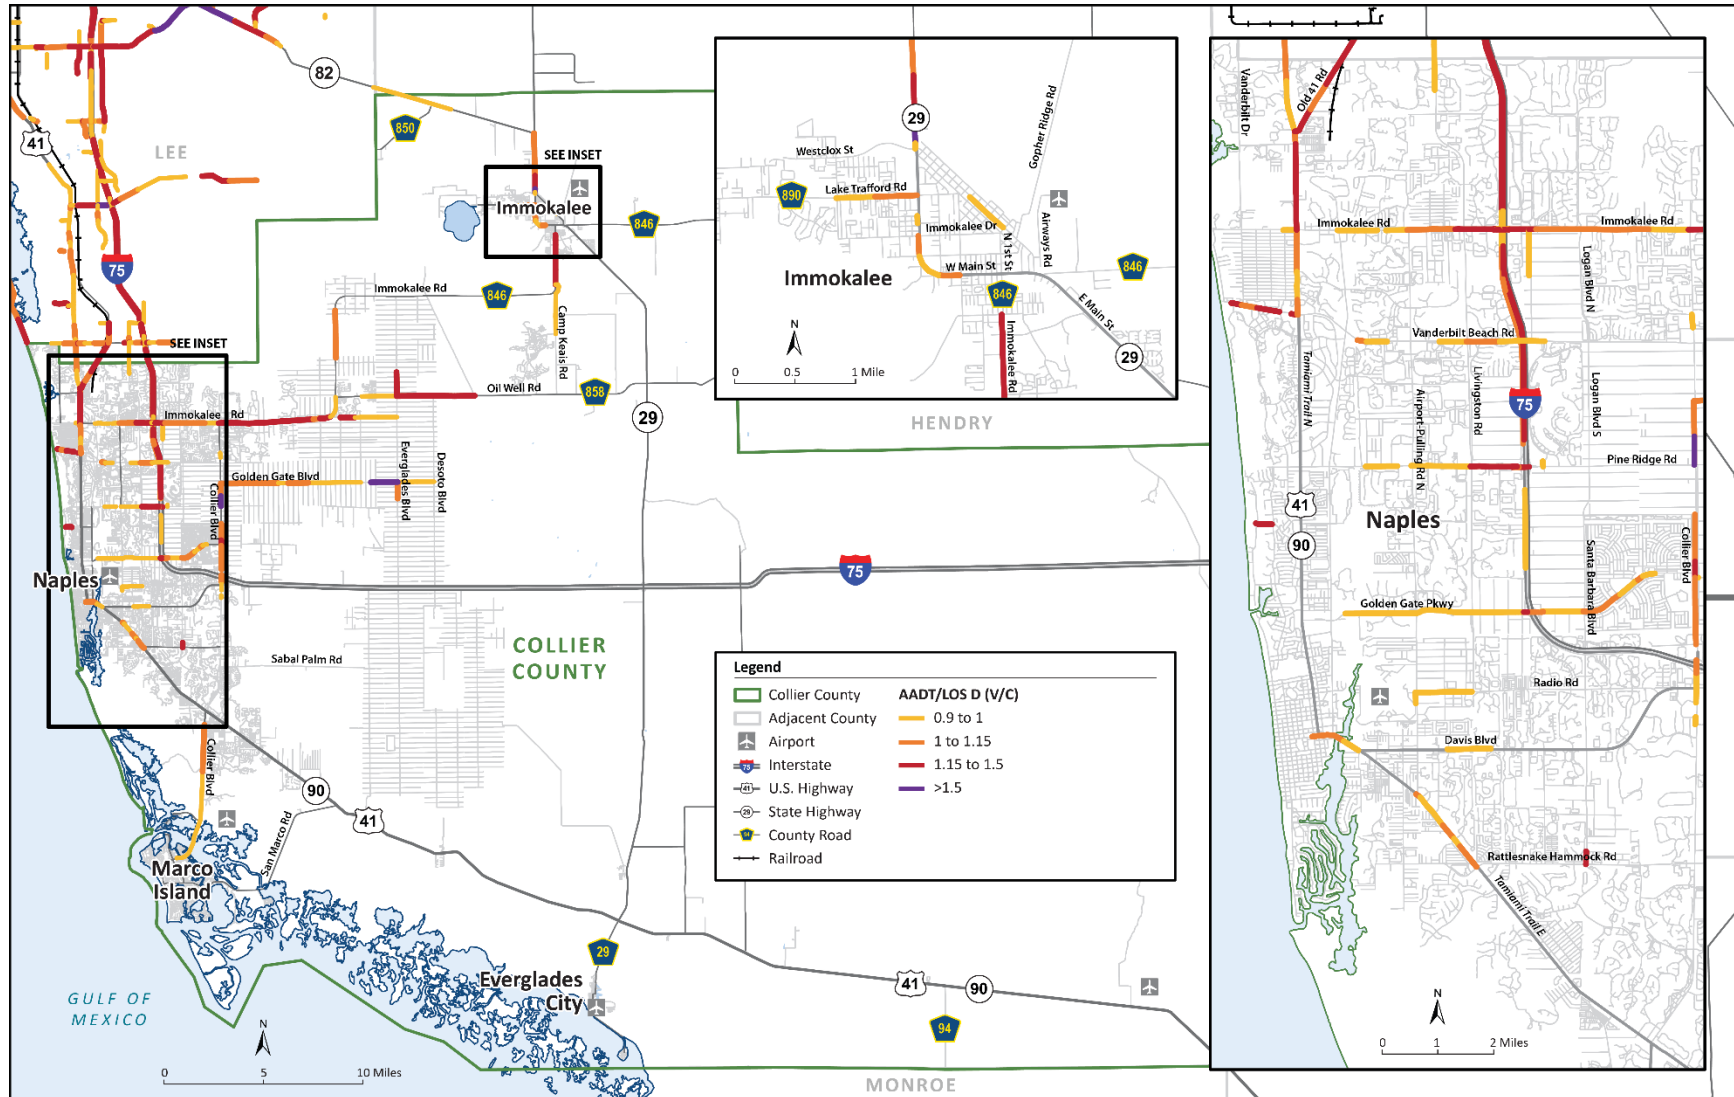 82
850
41
LEE
SEE INSET
Immokalee
846
75
Immokalee Rd
846
Camp Keais Rd
SEE INSET
Oil Well Rd
858
29
Immokalee Rd
Golden Gate Blvd
Everglades Blvd
Desoto Blvd
Collier Blvd
75
Naples
COLLIER
COUNTY
Sabal Palm Rd
Collier Blvd
90
41
San Marco Rd
Marco
Island
29
Everglades
City
41
90
94
GULF OF
MEXICO
N
0 5 10 Miles
MONROE
HENDRY
29
Westclox St
Gopher Ridge Rd
890
Lake Trafford Rd
Immokalee Dr
N 1st St
Airways Rd
W Main St
846
Immokalee
846
E Main St
Immokalee Rd
29
N
0 0.5 1 Mile
Legend
Collier County
Adjacent County
Airport
75
Interstate
41
U.S. Highway
29
State Highway
County Road
Railroad
AADT/LOS D (V/C)
0.9 to 1
1 to 1.15
1.15 to 1.5
>1.5
Vanderbilt Dr
Old 41 Rd
Immokalee Rd
Immokalee Rd
Logan Blvd N
Vanderbilt Beach Rd
Tamiami Trail N
Livingston Rd
Airport-Pulling Rd N
75
Logan Blvd S
Pine Ridge Rd
41
Naples
90
Collier Blvd
Santa Barbara Blvd
Golden Gate Pkwy
Radio Rd
Davis Blvd
Rattlesnake Hammock Rd
Tamiami Trail E
N
0 1 2 Miles